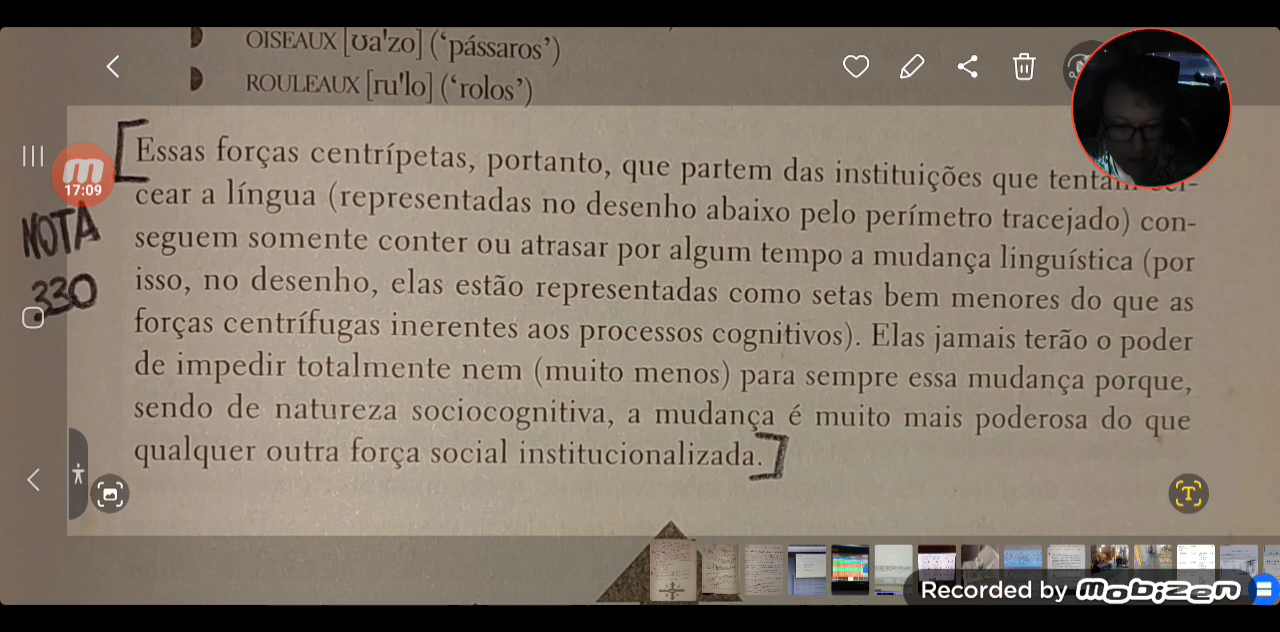 OISEAUX [ʊa'zo] ('pássaros')
ROULEAUX [ru'lo] ('rolos')
Essas forças centrípetas, portanto, que partem das instituições que tentam
cear a língua (representadas no desenho abaixo pelo perímetro tracejado) con-
seguem somente conter ou atrasar por algum tempo a mudança linguística (por
isso, no desenho, elas estão representadas como setas bem menores do que as
forças centrífugas inerentes aos processos cognitivos). Elas jamais terão o poder
de impedir totalmente nem (muito menos) para sempre essa mudança porque,
sendo de natureza sociocognitiva, a mudança é muito mais poderosa do que
qualquer outra força social institucionalizada.
m
17:09
NOTA
330
T
Recorded by mobizen